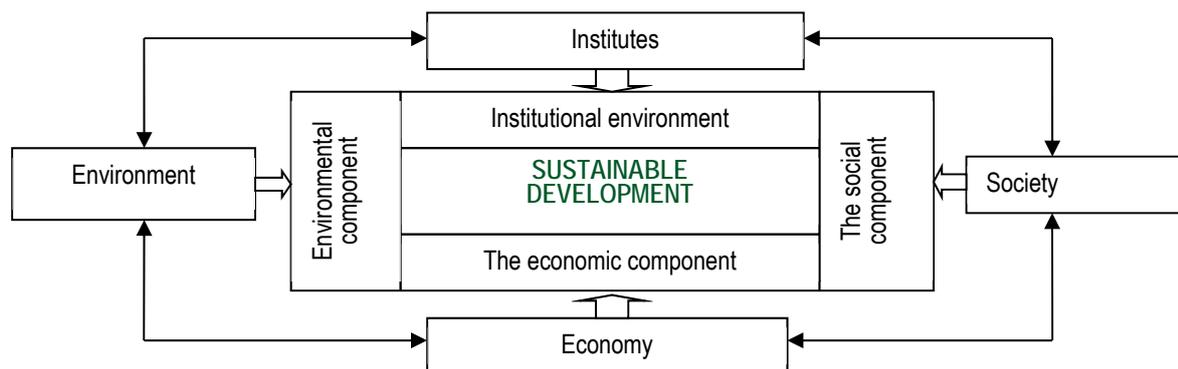 Institutes
Institutional environment
Environmental
component
Environment
SUSTAINABLE
DEVELOPMENT
The social
component
Society
The economic component
Economy